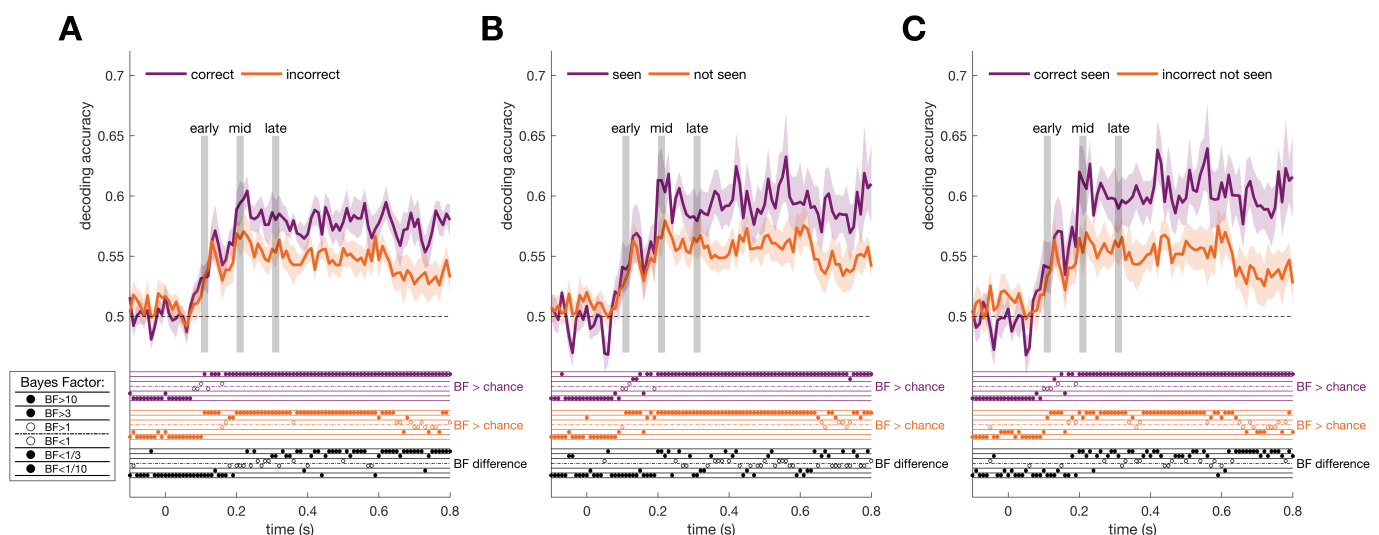 A
B
C
correct incorrect
seen not seen
correct seen incorrect not seen
early mid late
early mid late
early mid late
decoding accuracy
0.7
0.65
0.6
0.55
0.5
decoding accuracy
0.7
0.65
0.6
0.55
0.5
decoding accuracy
0.7
0.65
0.6
0.55
0.5
Bayes Factor:
BF>10
BF>3
BF>1
BF<1
BF<1/3
BF<1/10
BF > chance
BF > chance
BF difference
BF > chance
BF > chance
BF difference
BF > chance
BF > chance
BF difference
0 0.2 0.4 0.6 0.8
time (s)
0 0.2 0.4 0.6 0.8
time (s)
0 0.2 0.4 0.6 0.8
time (s)